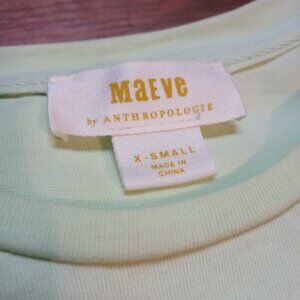 MaEve
by ANTHROPOLOGIE
X-SMALL
MADE IN
CHINA